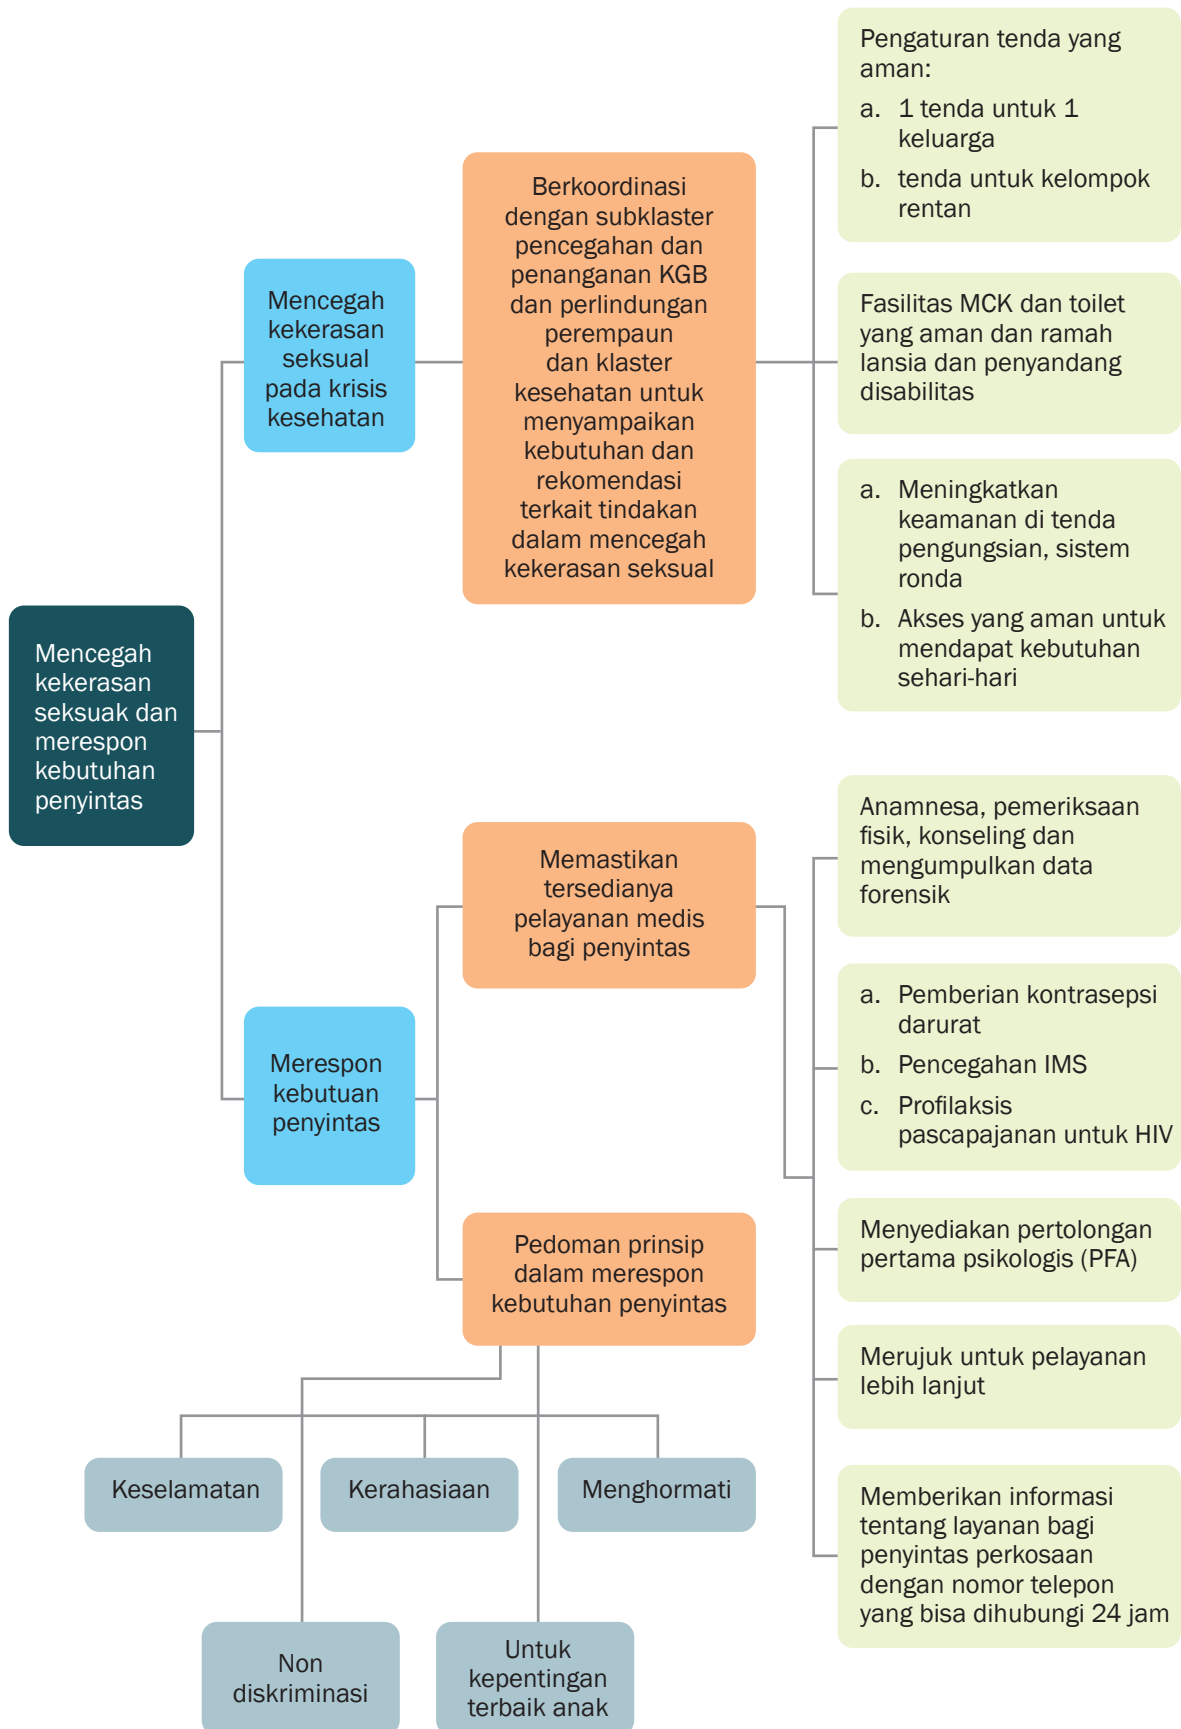 Mencegah
kekerasan
seksuak dan
merespon
kebutuhan
penyintas
Mencegah
kekerasan
seksual
pada krisis
kesehatan
Berkoordinasi
dengan subklaster
pencegahan dan
penanganan KGB
dan perlindungan
perempaun
dan klaster
kesehatan untuk
menyampaikan
kebutuhan dan
rekomendasi
terkait tindakan
dalam mencegah
kekerasan seksual
Pengaturan tenda yang
aman:
a. 1 tenda untuk 1
keluarga
b. tenda untuk kelompok
rentan
Fasilitas MCK dan toilet
yang aman dan ramah
lansia dan penyandang
disabilitas
a. Meningkatkan
keamanan di tenda
pengungsian, sistem
ronda
b. Akses yang aman untuk
mendapat kebutuhan
sehari-hari
Merespon
kebutuan
penyintas
Memastikan
tersedianya
pelayanan medis
bagi penyintas
Anamnesa, pemeriksaan
fisik, konseling dan
mengumpulkan data
forensik
a. Pemberian kontrasepsi
darurat
b. Pencegahan IMS
c. Profilaksis
pascapajanan untuk HIV
Menyediakan pertolongan
pertama psikologis (PFA)
Merujuk untuk pelayanan
lebih lanjut
Memberikan informasi
tentang layanan bagi
penyintas perkosaan
dengan nomor telepon
yang bisa dihubungi 24 jam
Pedoman prinsip
dalam merespon
kebutuhan penyintas
Keselamatan
Kerahasiaan
Menghormati
Non
diskriminasi
Untuk
kepentingan
terbaik anak